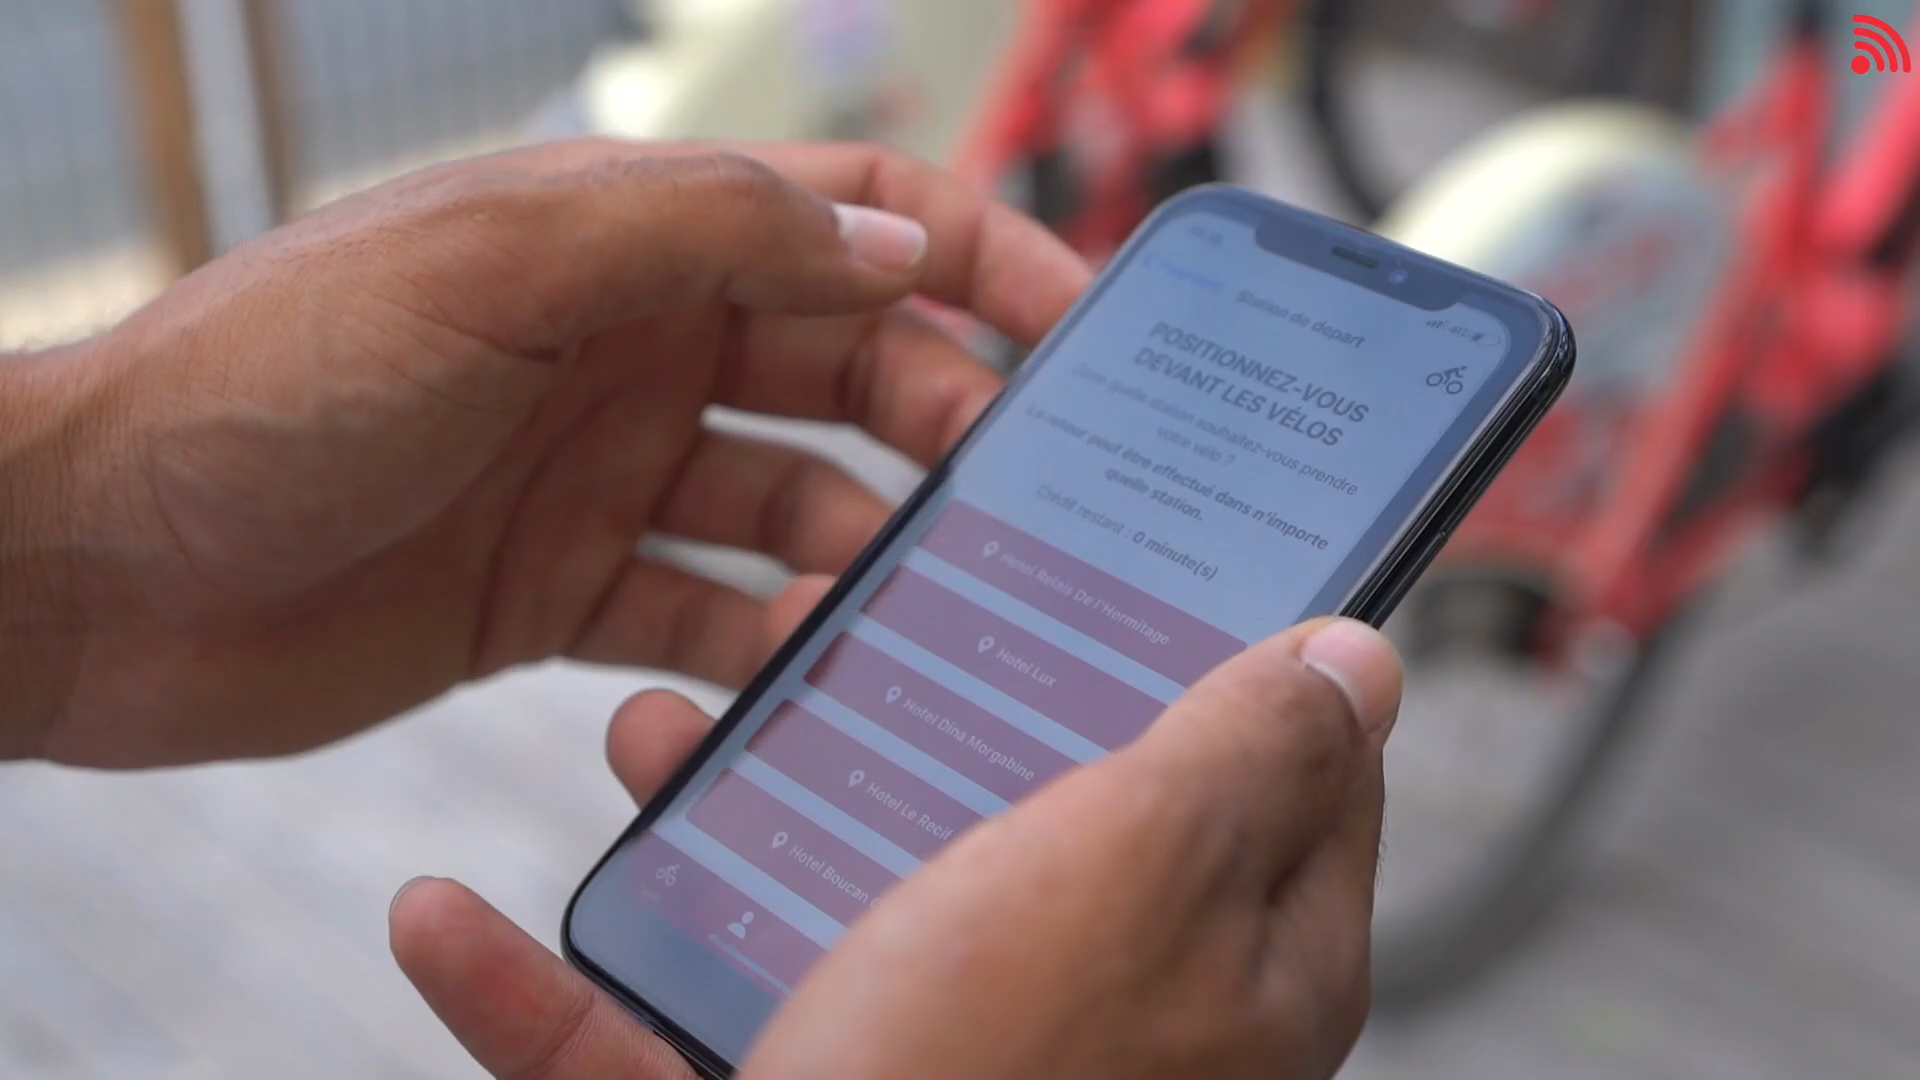 Station de depart
POSITIONNEZ-VOUS
DEVANT LES VÉLOS
Dans quelle station souhaitez-vous prendre
votre vélo ?
Le retour peut être effectué dans n'importe
quelle station.
Crédit restant : 0 minute(s)
Hotel Relais De l'Hermitage
Hotel Lux
Hotel Dina Morgabine
Hotel Le Recif
Hotel Boucan